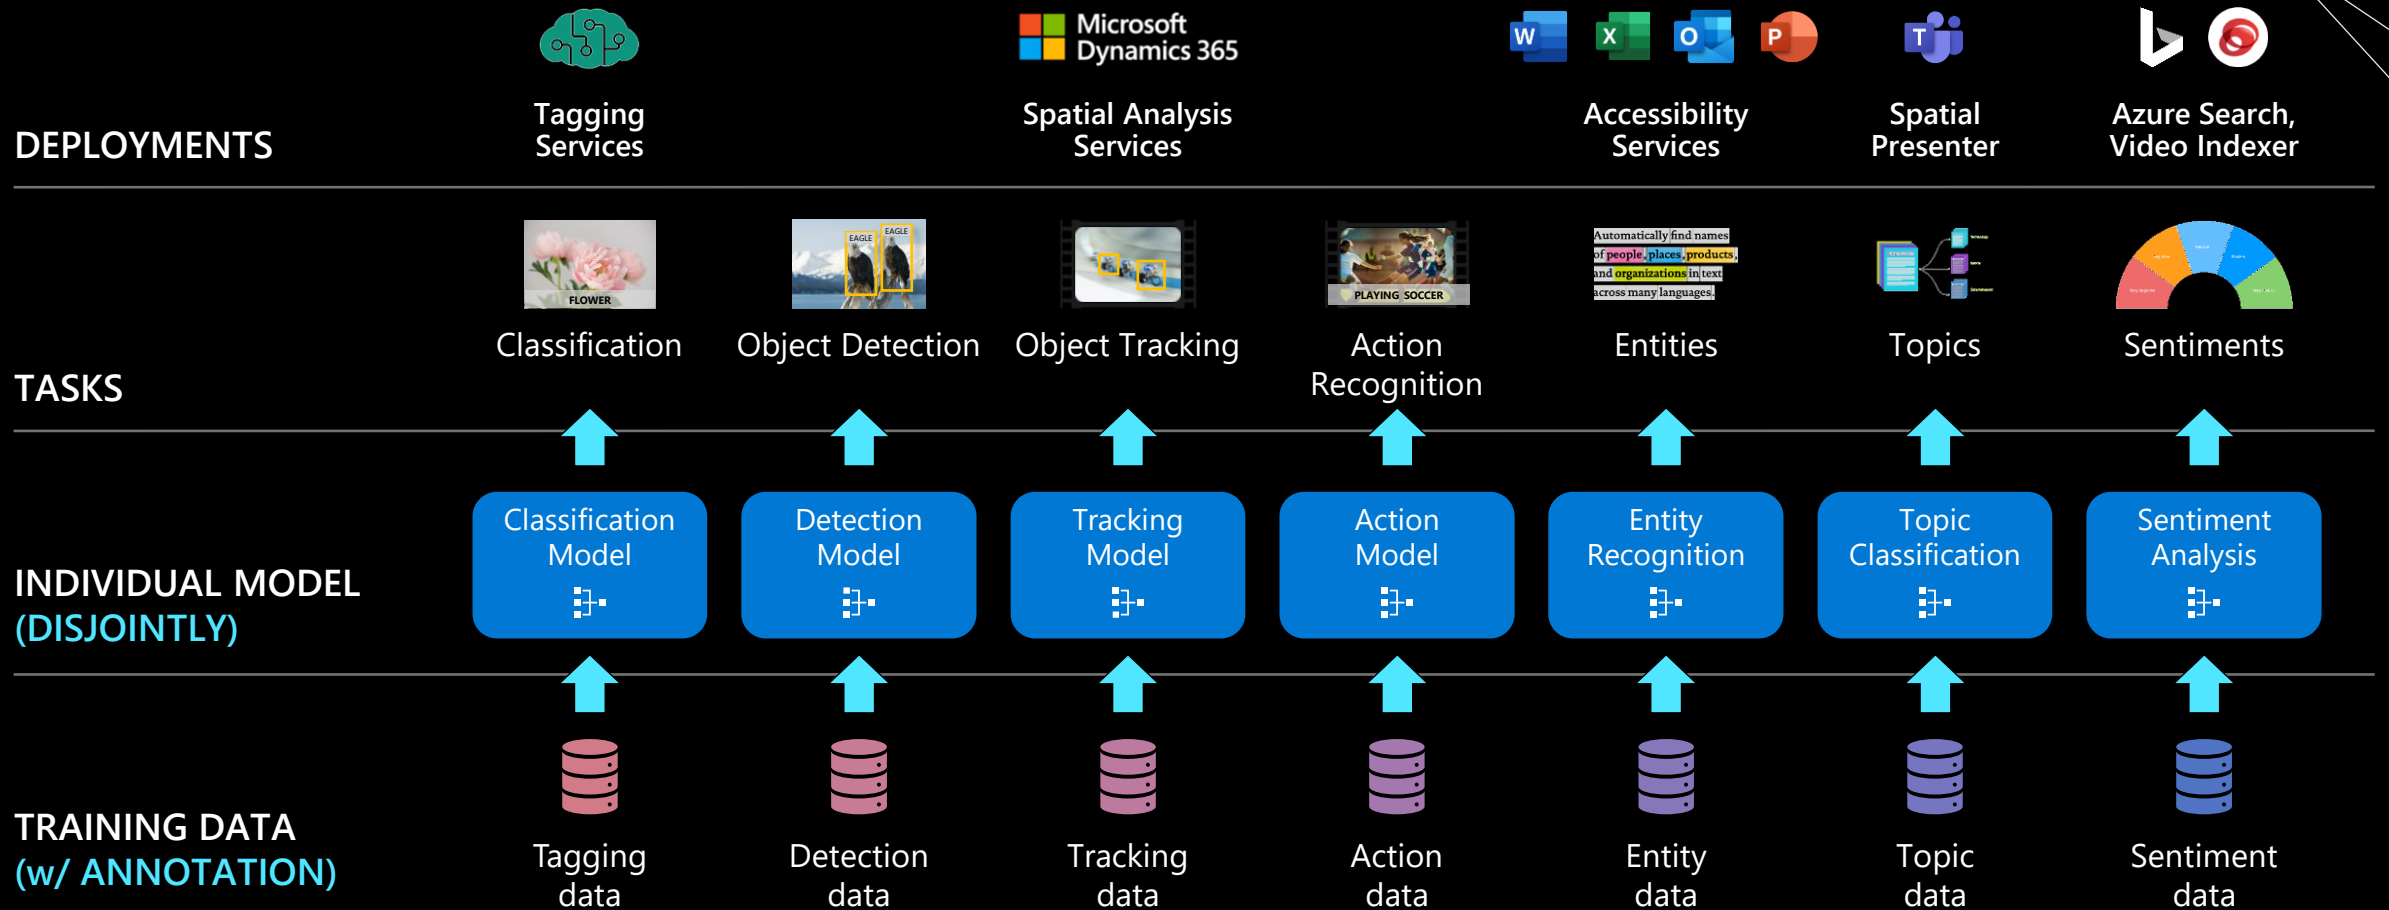 Microsoft
Dynamics 365
W
X
O
P
T
DEPLOYMENTS
Tagging
Services
Spatial Analysis
Services
Accessibility
Services
Spatial
Presenter
Azure Search,
Video Indexer
FLOWER
EAGLE
EAGLE
PLAYING SOCCER
Automatically find names
of people, places, products,
and organizations in text
across many languages.
TASKS
Classification
Object Detection
Object Tracking
Action
Recognition
Entities
Topics
Sentiments
INDIVIDUAL MODEL
(DISJOINTLY)
Classification
Model
Detection
Model
Tracking
Model
Action
Model
Entity
Recognition
Topic
Classification
Sentiment
Analysis
TRAINING DATA
(w/ ANNOTATION)
Tagging
data
Detection
data
Tracking
data
Action
data
Entity
data
Topic
data
Sentiment
data